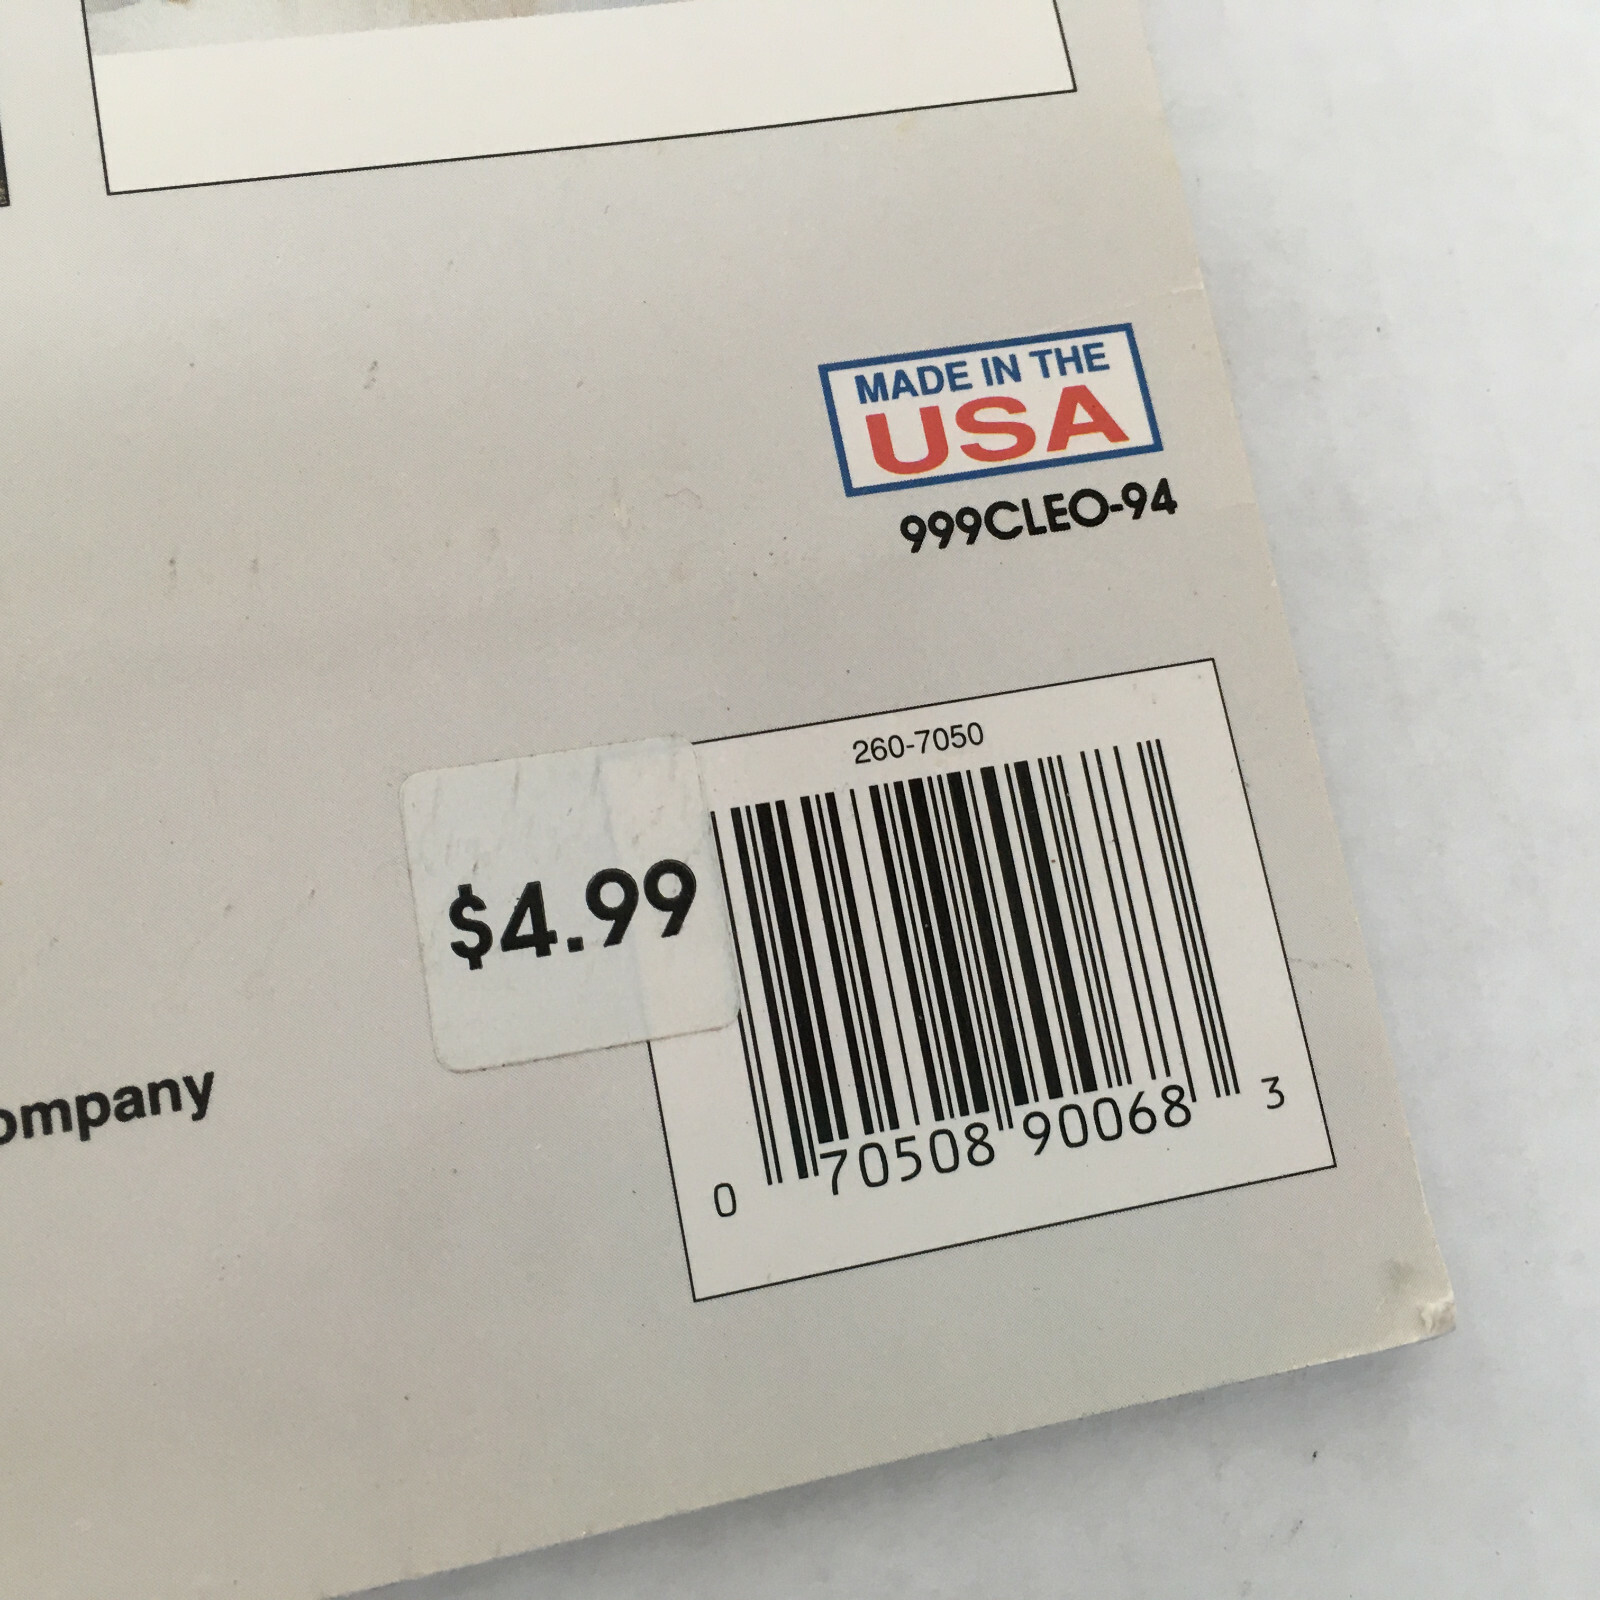 MADE IN THE
USA
999CLEO-94
260-7050
$4.99
0 70508 90068 3
ompany